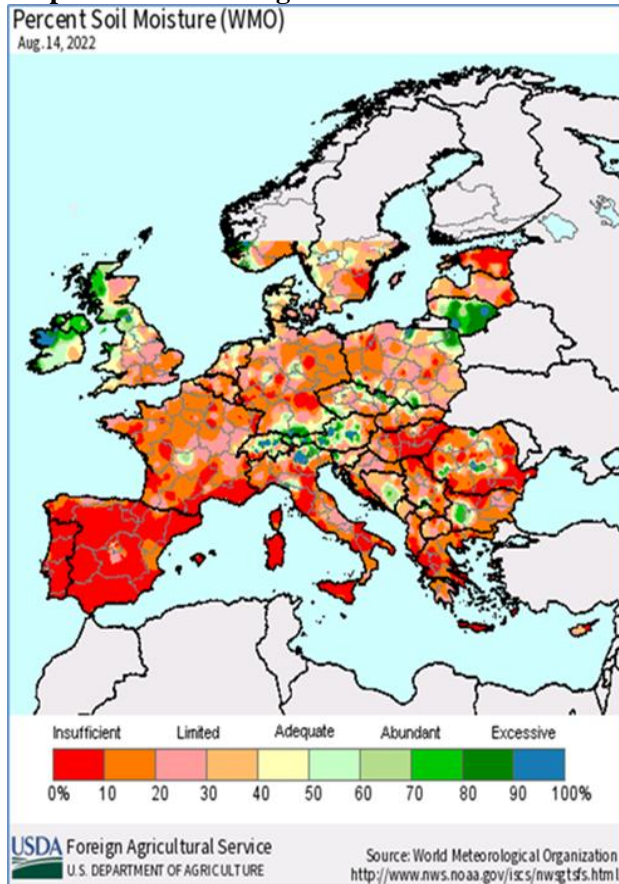 Percent Soil Moisture (WMO)
Aug.14, 2022
Insufficient Limited Adequate Abundant Excessive
0% 10 20 30 40 50 60 70 80 90 100%
USDA Foreign Agricultural Service
U.S. DEPARTMENT OF AGRICULTURE
Source: World Meteorological Organization
http://www.nws.noaa.gov/iscs/nwsgtsfs.html